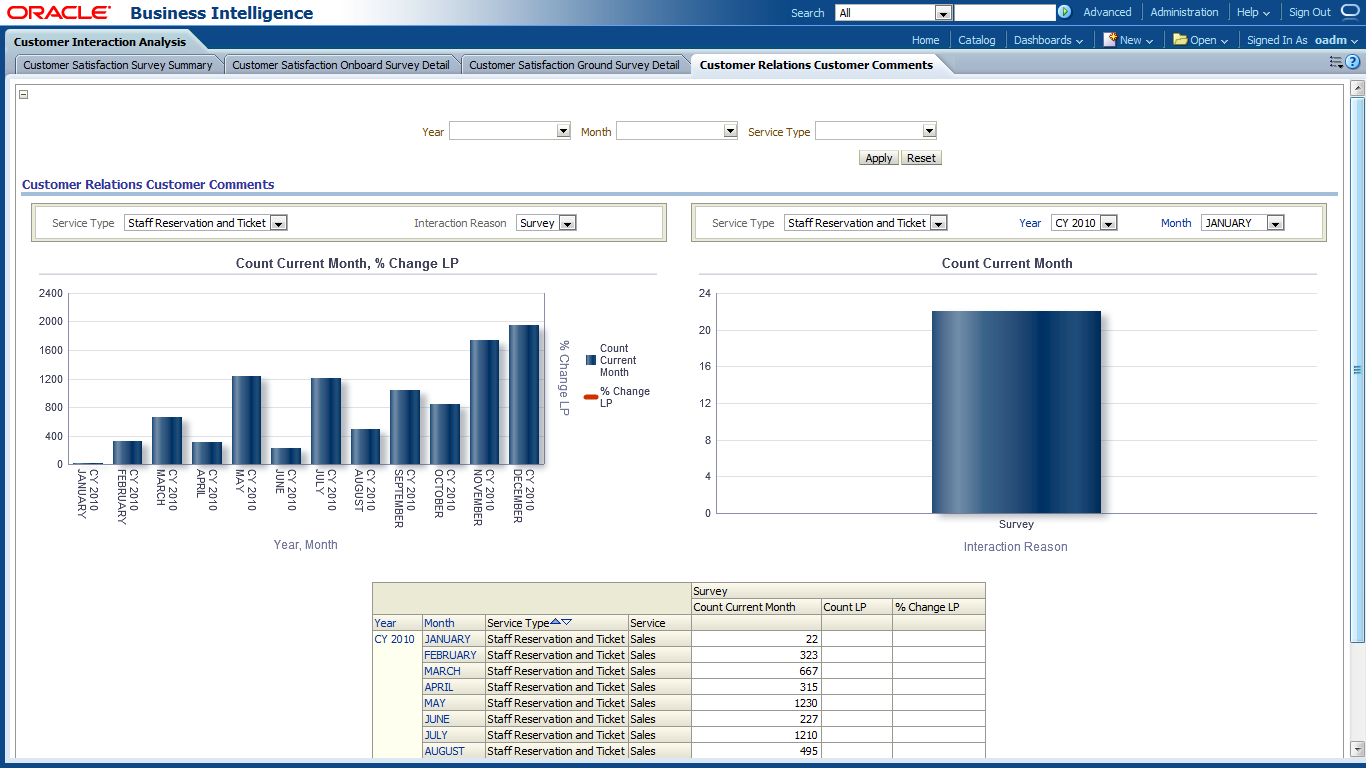 ORACLE Business Intelligence
Search All Advanced Administration Help Sign Out
Customer Interaction Analysis
Home Catalog Dashboards New Open Signed In As oadm
Customer Satisfaction Survey Summary Customer Satisfaction Onboard Survey Detail Customer Satisfaction Ground Survey Detail Customer Relations Customer Comments
Year Month Service Type
Apply Reset
Customer Relations Customer Comments
Service Type Staff Reservation and Ticket Interaction Reason Survey
Service Type Staff Reservation and Ticket Year CY 2010 Month JANUARY
Count Current Month, % Change LP
2400
2000
1600
1200
800
400
0
% Change LP
Count Current Month
% Change LP
CY 2010 JANUARY
CY 2010 FEBRUARY
CY 2010 MARCH
CY 2010 APRIL
CY 2010 MAY
CY 2010 JUNE
CY 2010 JULY
CY 2010 AUGUST
CY 2010 SEPTEMBER
CY 2010 OCTOBER
CY 2010 NOVEMBER
CY 2010 DECEMBER
Year, Month
Count Current Month
24
20
16
12
8
4
0
Survey
Interaction Reason
Survey
Count Current Month Count LP % Change LP
Year Month Service Type Service
CY 2010 JANUARY Staff Reservation and Ticket Sales 22
FEBRUARY Staff Reservation and Ticket Sales 323
MARCH Staff Reservation and Ticket Sales 667
APRIL Staff Reservation and Ticket Sales 315
MAY Staff Reservation and Ticket Sales 1230
JUNE Staff Reservation and Ticket Sales 227
JULY Staff Reservation and Ticket Sales 1210
AUGUST Staff Reservation and Ticket Sales 495